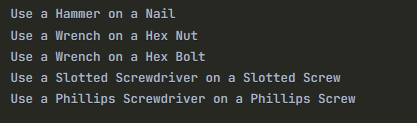 Use a Hammer on a Nail
Use a Wrench on a Hex Nut
Use a Wrench on a Hex Bolt
Use a Slotted Screwdriver on a Slotted Screw
Use a Phillips Screwdriver on a Phillips Screw